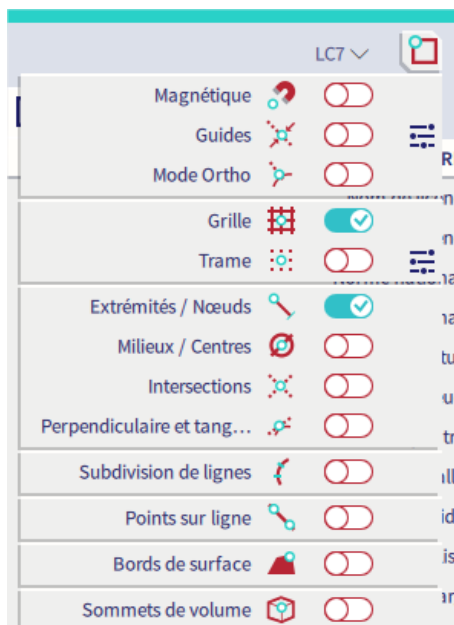 LC7
Magnétique
Guides
Mode Ortho
Grille
Trame
Extrémités / Nœuds
Milieux / Centres
Intersections
Perpendiculaire et tang...
Subdivision de lignes
Points sur ligne
Bords de surface
Sommets de volume